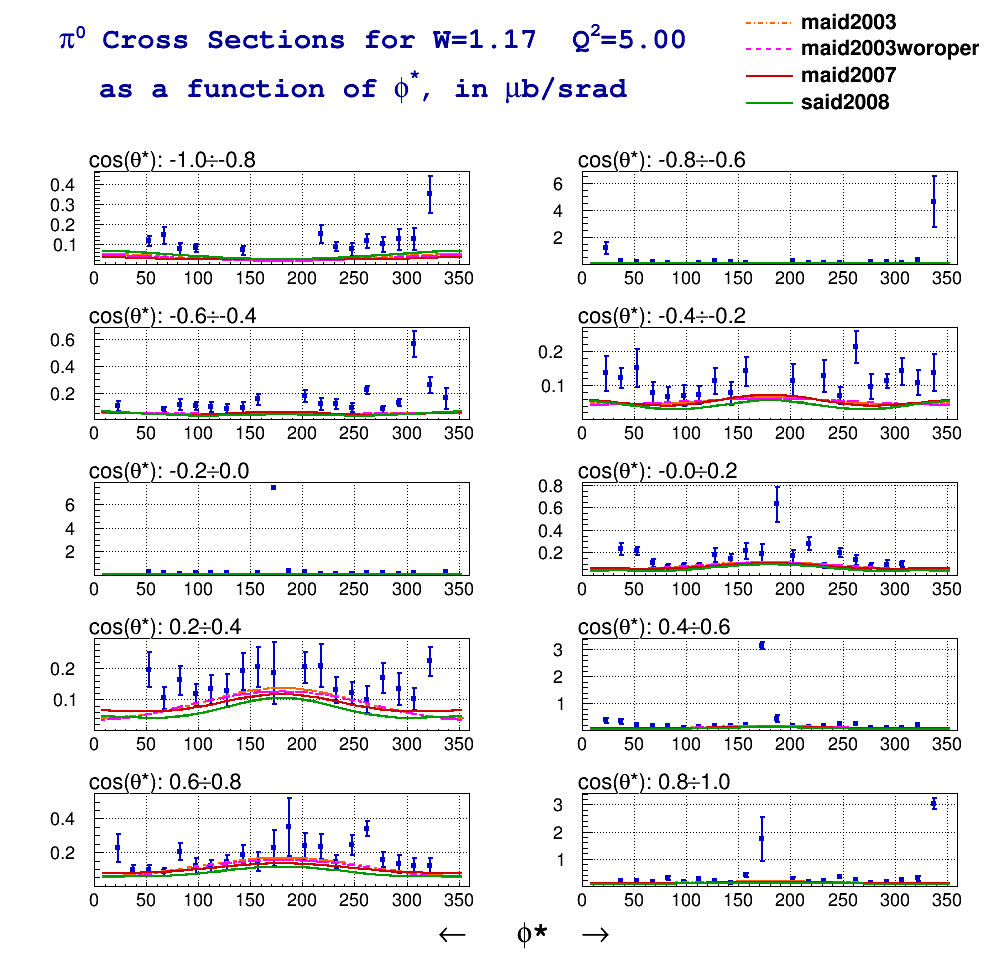 π⁰ Cross Sections for W=1.17 Q²=5.00
as a function of ϕ*, in μb/srad
maid2003
maid2003woroper
maid2007
said2008
cos(θ*): -1.0÷-0.8
0.4
0.3
0.2
0.1
0 50 100 150 200 250 300 350
cos(θ*): -0.8÷-0.6
6
4
2
0 50 100 150 200 250 300 350
cos(θ*): -0.6÷-0.4
0.6
0.4
0.2
0 50 100 150 200 250 300 350
cos(θ*): -0.4÷-0.2
0.2
0.1
0 50 100 150 200 250 300 350
cos(θ*): -0.2÷0.0
6
4
2
0 50 100 150 200 250 300 350
cos(θ*): -0.0÷0.2
0.8
0.6
0.4
0.2
0 50 100 150 200 250 300 350
cos(θ*): 0.2÷0.4
0.2
0.1
0 50 100 150 200 250 300 350
cos(θ*): 0.4÷0.6
3
2
1
0 50 100 150 200 250 300 350
cos(θ*): 0.6÷0.8
0.4
0.2
0 50 100 150 200 250 300 350
cos(θ*): 0.8÷1.0
3
2
1
0 50 100 150 200 250 300 350
← ϕ* →